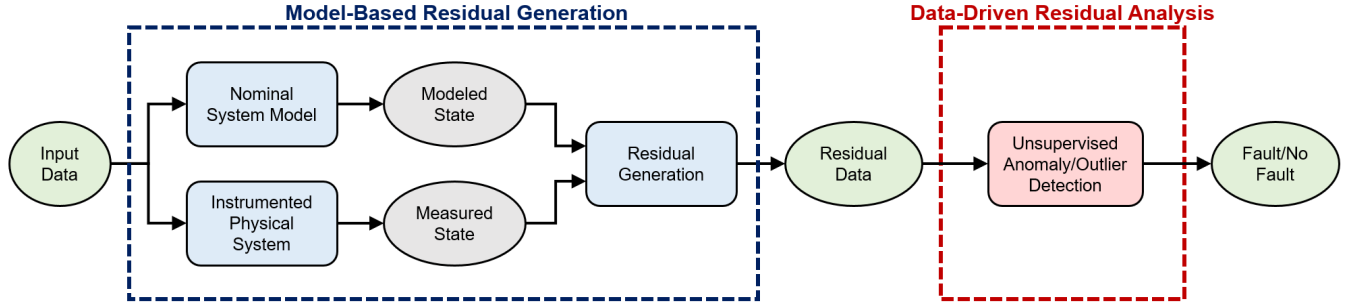 Model-Based Residual Generation
Data-Driven Residual Analysis
Input
Data
Nominal
System Model
Modeled
State
Instrumented
Physical
System
Measured
State
Residual
Generation
Residual
Data
Unsupervised
Anomaly/Outlier
Detection
Fault/No
Fault